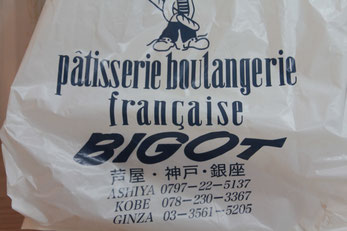 pâtisserie boulangerie
française
BIGOT
芦屋・神戸・銀座
ASHIYA 0797-22-5137
KOBE 078-230-3367
GINZA 03-3561-5205